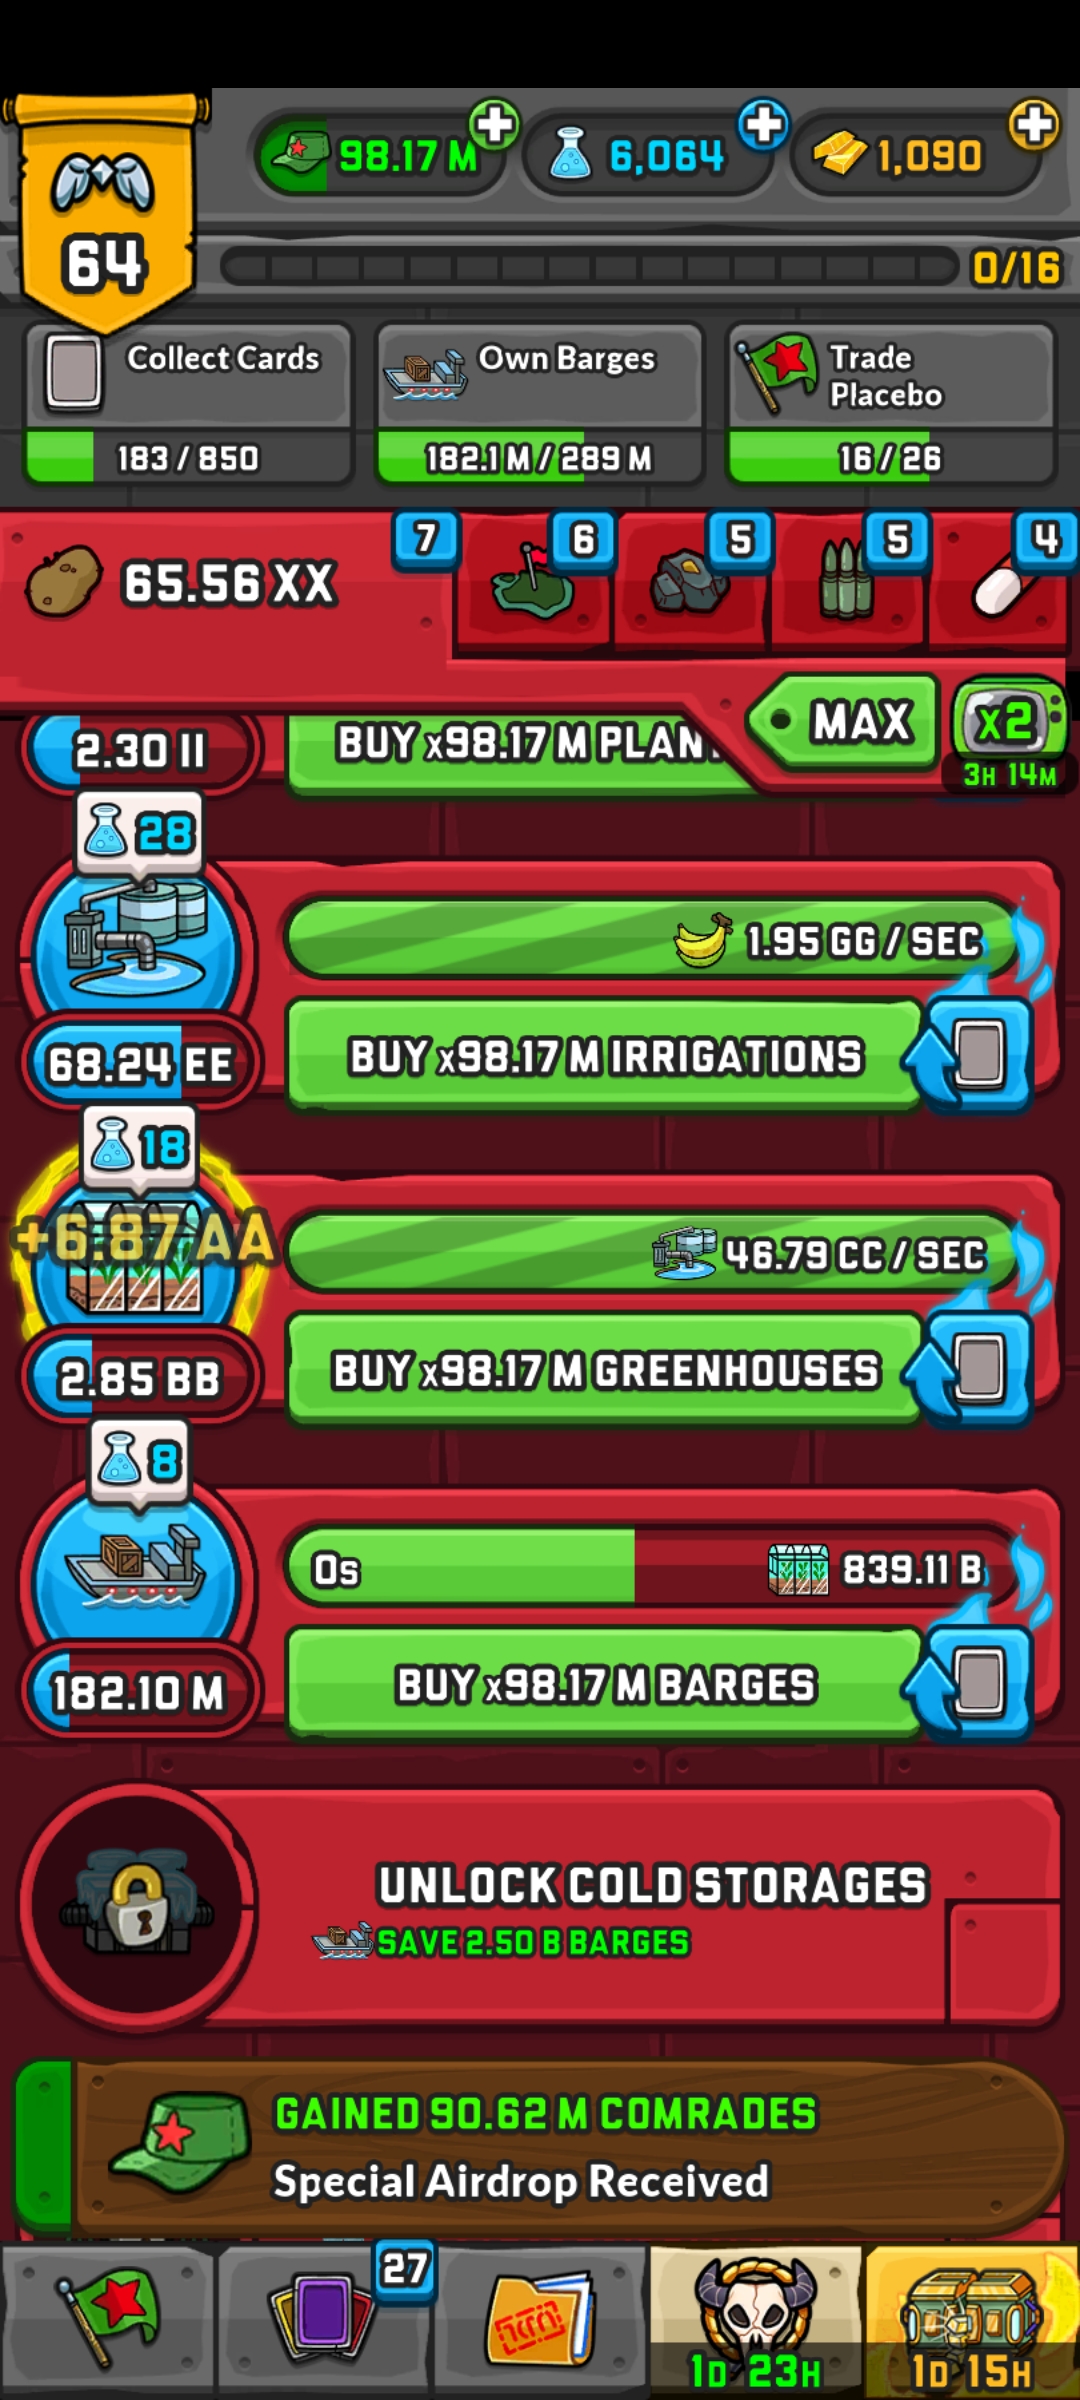 98.17 M
6,064
1,090
64
0/16
Collect Cards
183 / 850
Own Barges
182.1 M / 289 M
Trade
Placebo
16 / 26
65.56 XX
7
6
5
5
4
MAX
x2
3H 14M
2.30 II
BUY x98.17 M PLAN
28
1.95 GG / SEC
68.24 EE
BUY x98.17 M IRRIGATIONS
18
+6.87 AA
46.79 CC / SEC
2.85 BB
BUY x98.17 M GREENHOUSES
8
0s
839.11 B
182.10 M
BUY x98.17 M BARGES
UNLOCK COLD STORAGES
SAVE 2.50 B BARGES
GAINED 90.62 M COMRADES
Special Airdrop Received
27
1D 23H
1D 15H